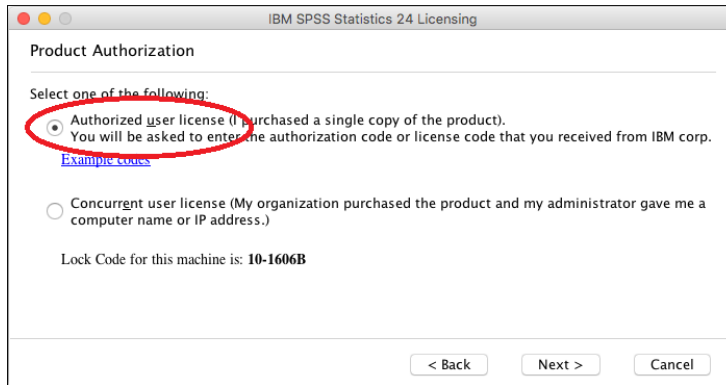 IBM SPSS Statistics 24 Licensing
Product Authorization
Select one of the following:
Authorized user license (I purchased a single copy of the product).
You will be asked to enter the authorization code or license code that you received from IBM corp.
Example codes
Concurrent user license (My organization purchased the product and my administrator gave me a
computer name or IP address.)
Lock Code for this machine is: 10-1606B
< Back Next > Cancel